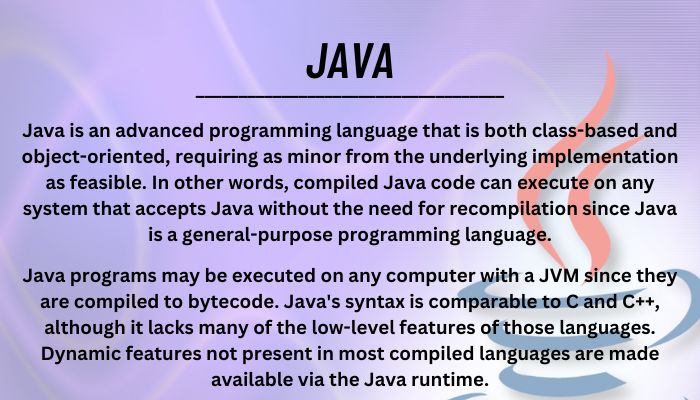 JAVA
Java is an advanced programming language that is both class-based and
object-oriented, requiring as minor from the underlying implementation
as feasible. In other words, compiled Java code can execute on any
system that accepts Java without the need for recompilation since Java
is a general-purpose programming language.
Java programs may be executed on any computer with a JVM since they
are compiled to bytecode. Java's syntax is comparable to C and C++,
although it lacks many of the low-level features of those languages.
Dynamic features not present in most compiled languages are made
available via the Java runtime.